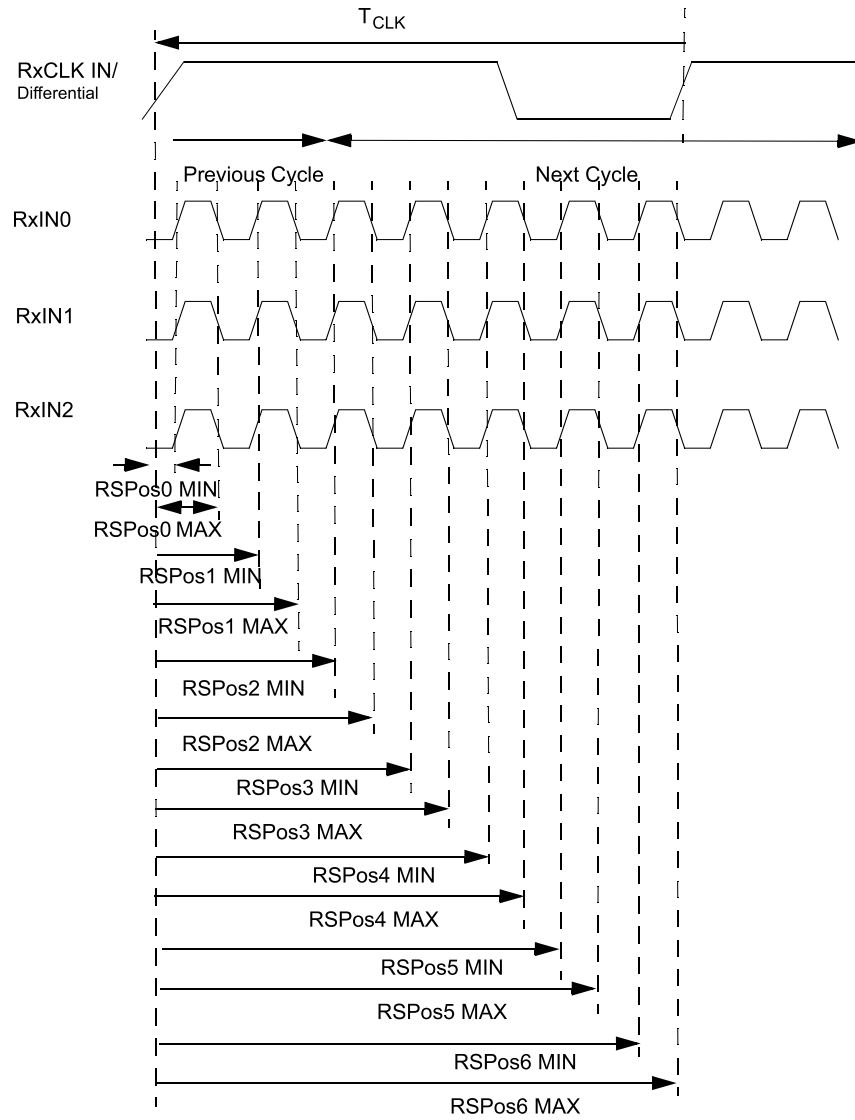 TCLK
RxCLK IN/
Differential
Previous Cycle
Next Cycle
RxIN0
RxIN1
RxIN2
RSPos0 MIN
RSPos0 MAX
RSPos1 MIN
RSPos1 MAX
RSPos2 MIN
RSPos2 MAX
RSPos3 MIN
RSPos3 MAX
RSPos4 MIN
RSPos4 MAX
RSPos5 MIN
RSPos5 MAX
RSPos6 MIN
RSPos6 MAX